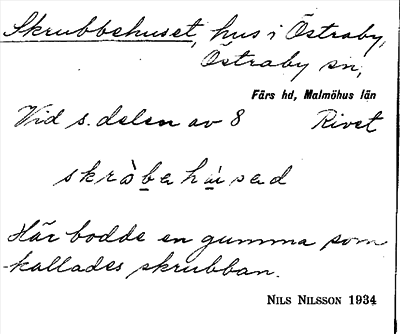 Skrubbehuset, hus i Östraby,
Östraby sn,
Färs hd, Malmöhus län
Vid s. delen av 8 Rivet
Här bodde en gumma som
kallades skrubban.
NILS NILSSON 1934